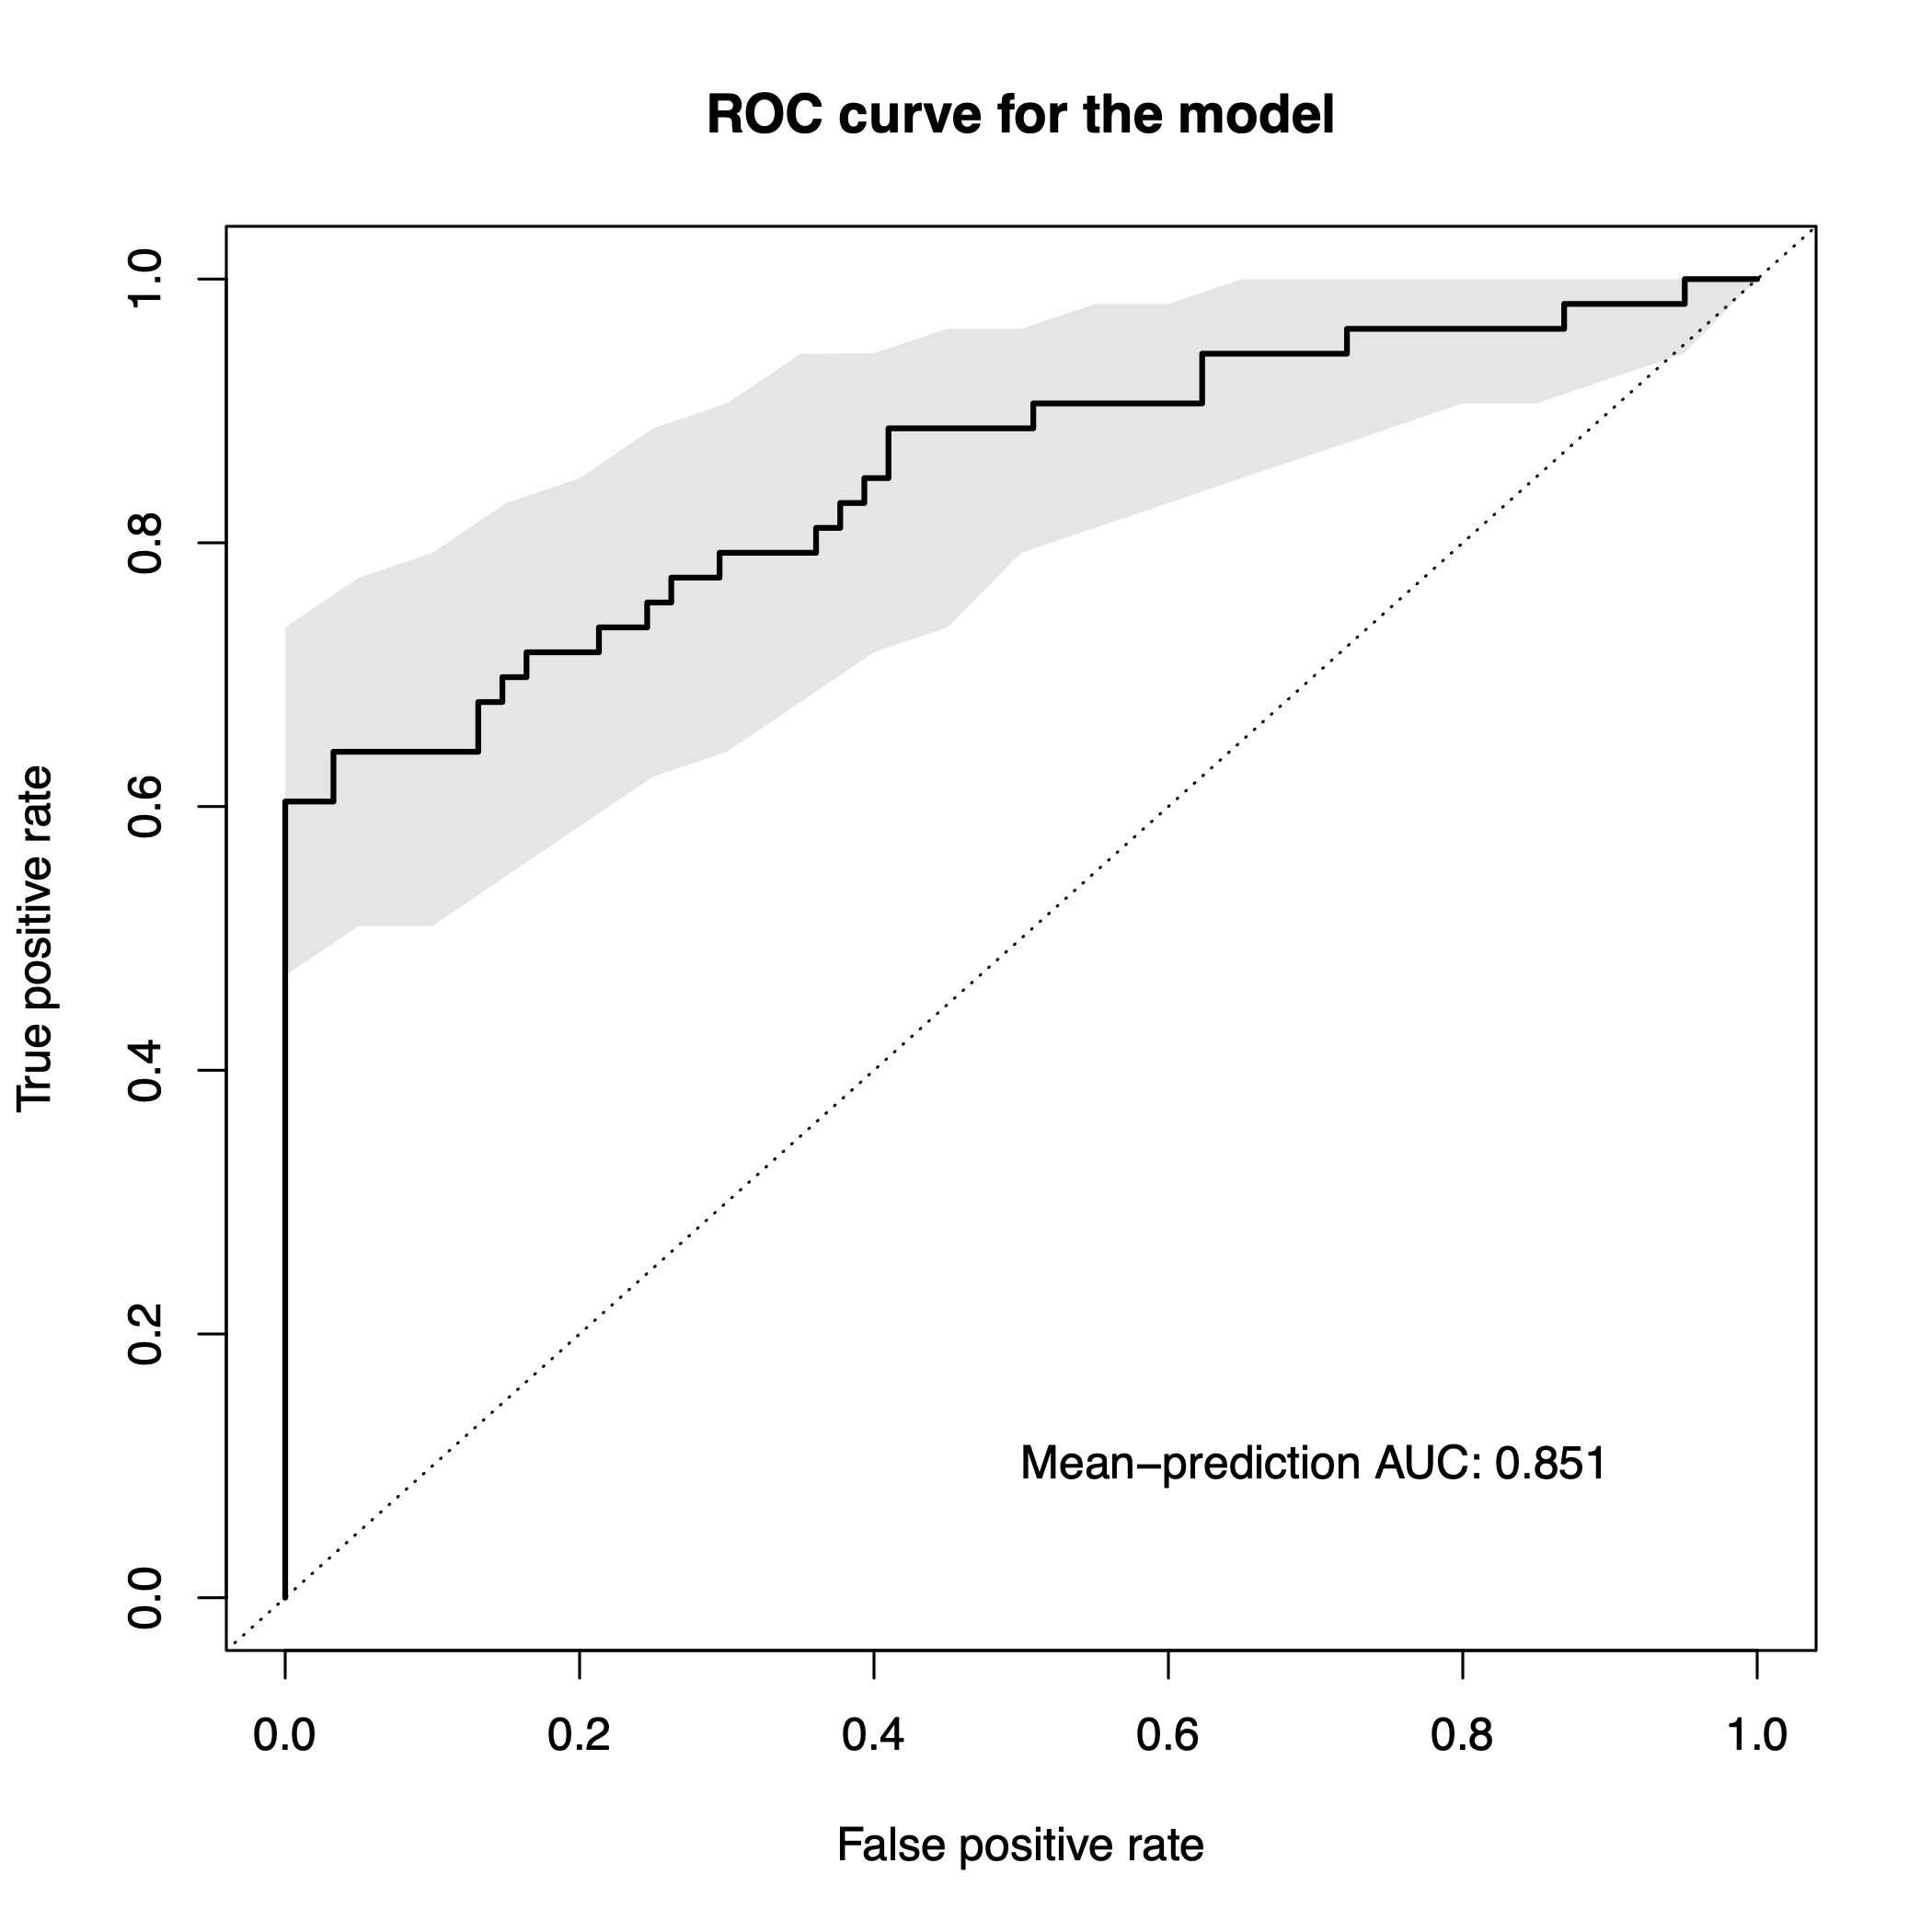 ROC curve for the model
True positive rate
1.0
0.8
0.6
0.4
0.2
0.0
Mean−prediction AUC: 0.851
0.0 0.2 0.4 0.6 0.8 1.0
False positive rate